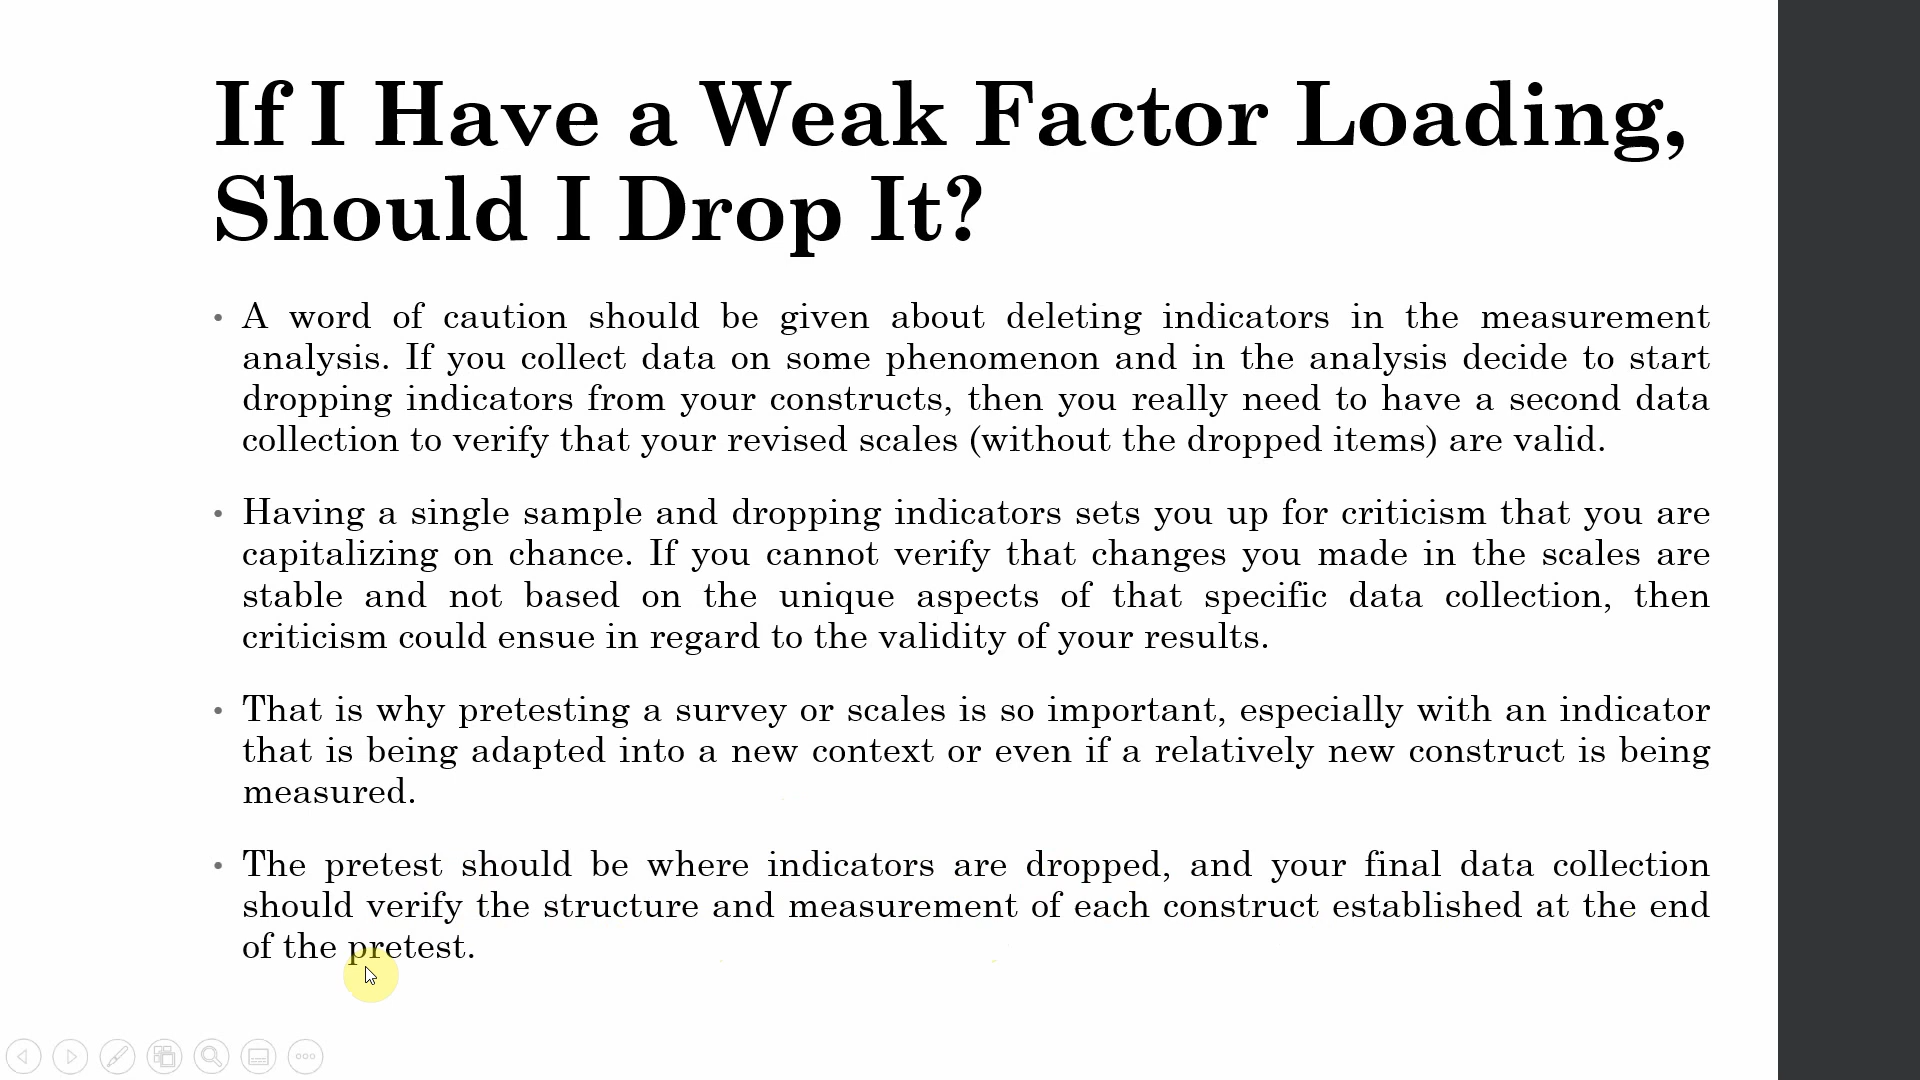 If I Have a Weak Factor Loading,
Should I Drop It?
• A word of caution should be given about deleting indicators in the measurement
analysis. If you collect data on some phenomenon and in the analysis decide to start
dropping indicators from your constructs, then you really need to have a second data
collection to verify that your revised scales (without the dropped items) are valid.
• Having a single sample and dropping indicators sets you up for criticism that you are
capitalizing on chance. If you cannot verify that changes you made in the scales are
stable and not based on the unique aspects of that specific data collection, then
criticism could ensue in regard to the validity of your results.
• That is why pretesting a survey or scales is so important, especially with an indicator
that is being adapted into a new context or even if a relatively new construct is being
measured.
• The pretest should be where indicators are dropped, and your final data collection
should verify the structure and measurement of each construct established at the end
of the pretest.